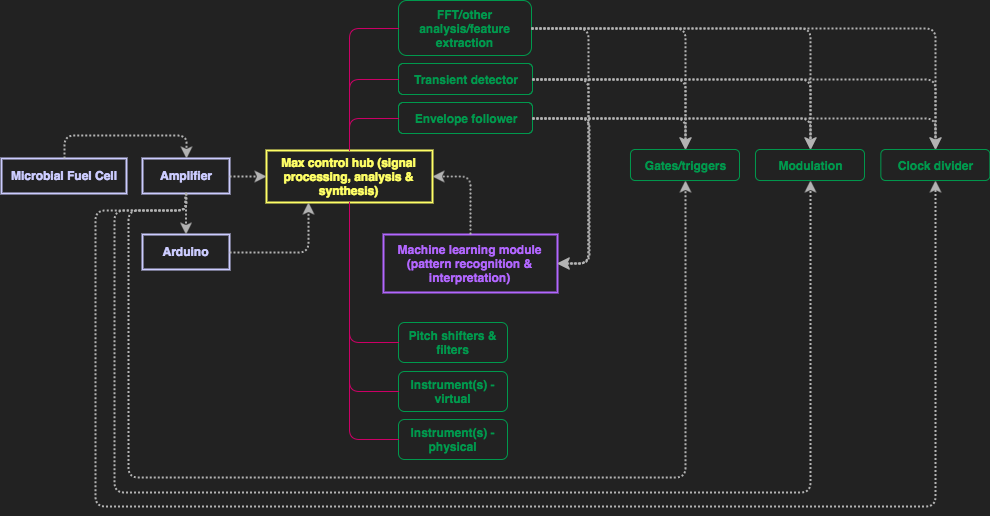 FFT/other
analysis/feature
extraction
Transient detector
Envelope follower
Microbial Fuel Cell
Amplifier
Max control hub (signal
processing, analysis &
synthesis)
Gates/triggers
Modulation
Clock divider
Arduino
Machine learning module
(pattern recognition &
interpretation)
Pitch shifters &
filters
Instrument(s) -
virtual
Instrument(s) -
physical